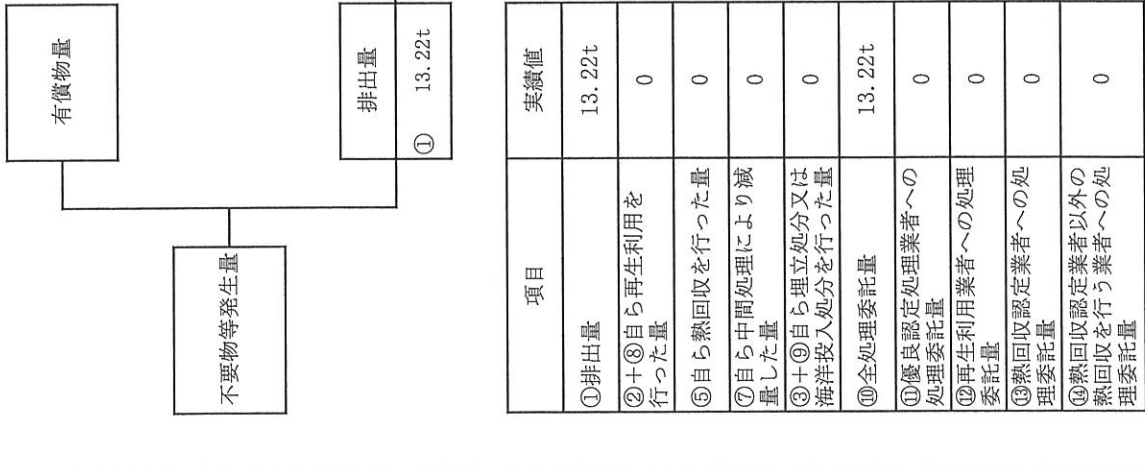 有償物量
不要物等発生量
排出量
① 13.22t
項目 実績値
①排出量 13.22t
②+⑧自ら再生利用を
行った量 0
⑤自ら熱回収を行った量 0
⑦自ら中間処理により減
量した量 0
③+⑨自ら埋立処分又は
海洋投入処分を行った量 0
⑩全処理委託量 13.22t
⑪優良認定処理業者への
処理委託量 0
⑫再生利用業者への処理
委託量 0
⑬熱回収認定業者への処
理委託量 0
⑭熱回収認定業者以外の
熱回収を行う業者への処
理委託量 0